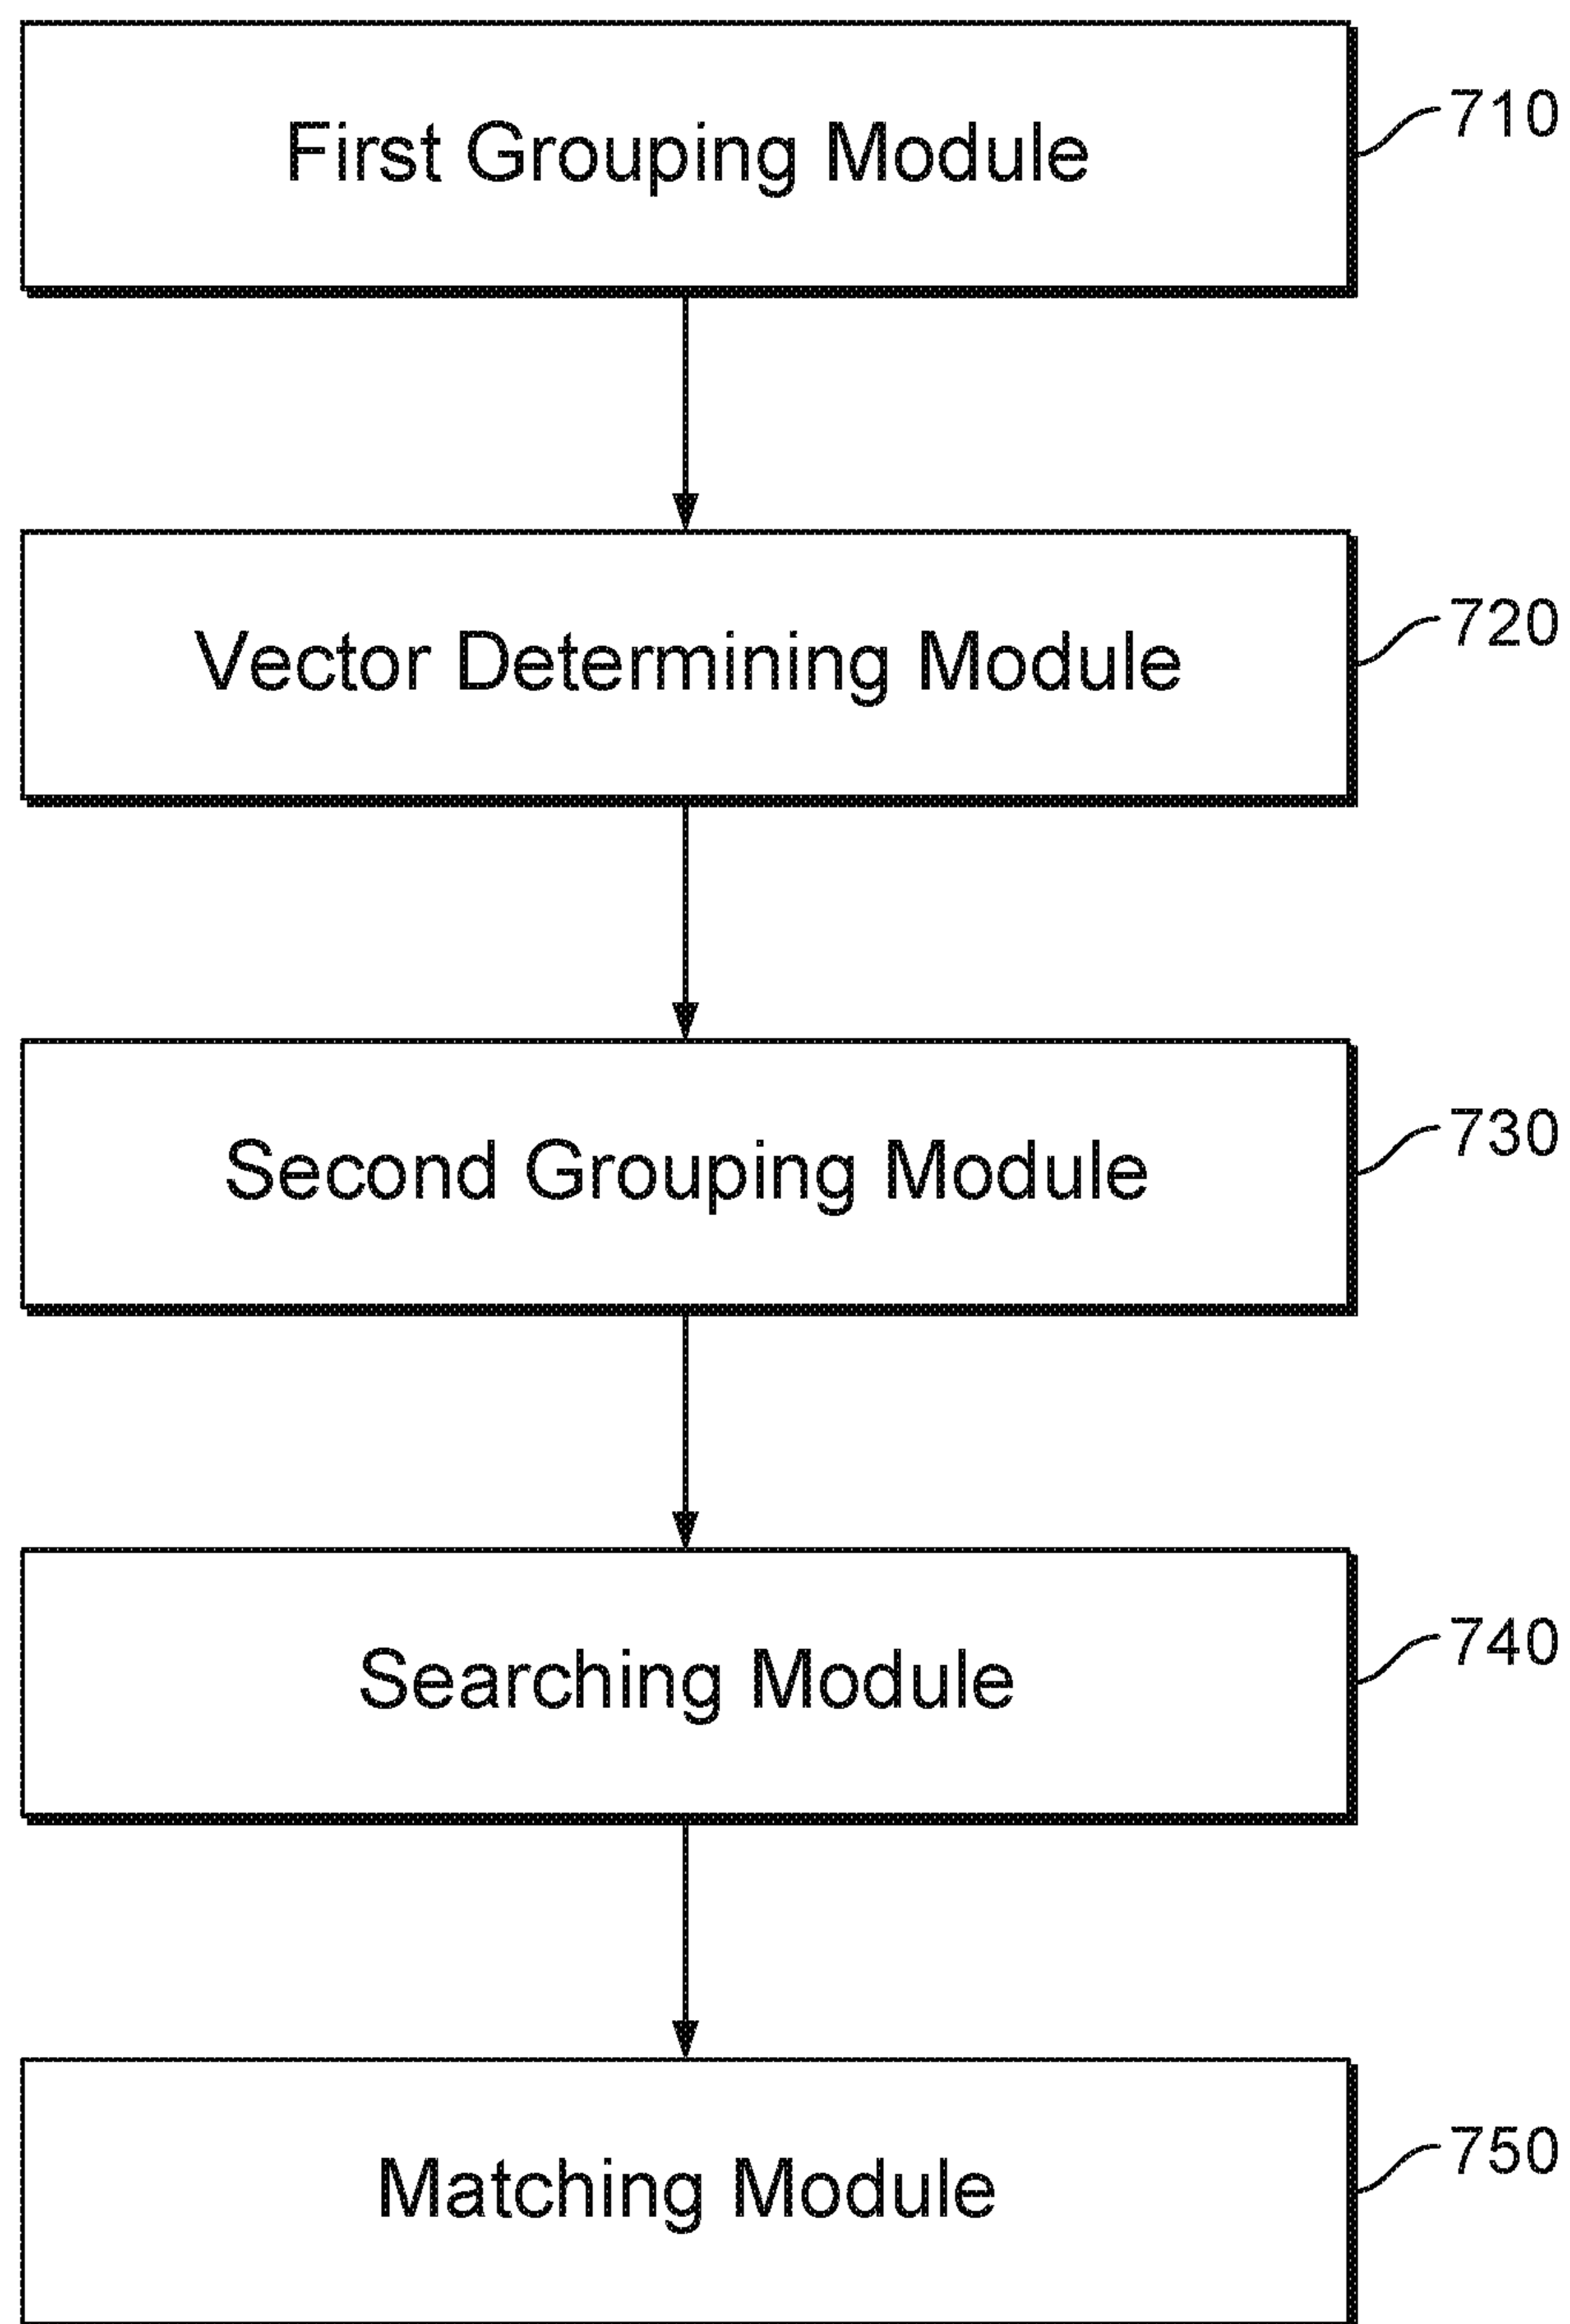 First Grouping Module
710
Vector Determining Module
720
Second Grouping Module
730
Searching Module
740
Matching Module
750